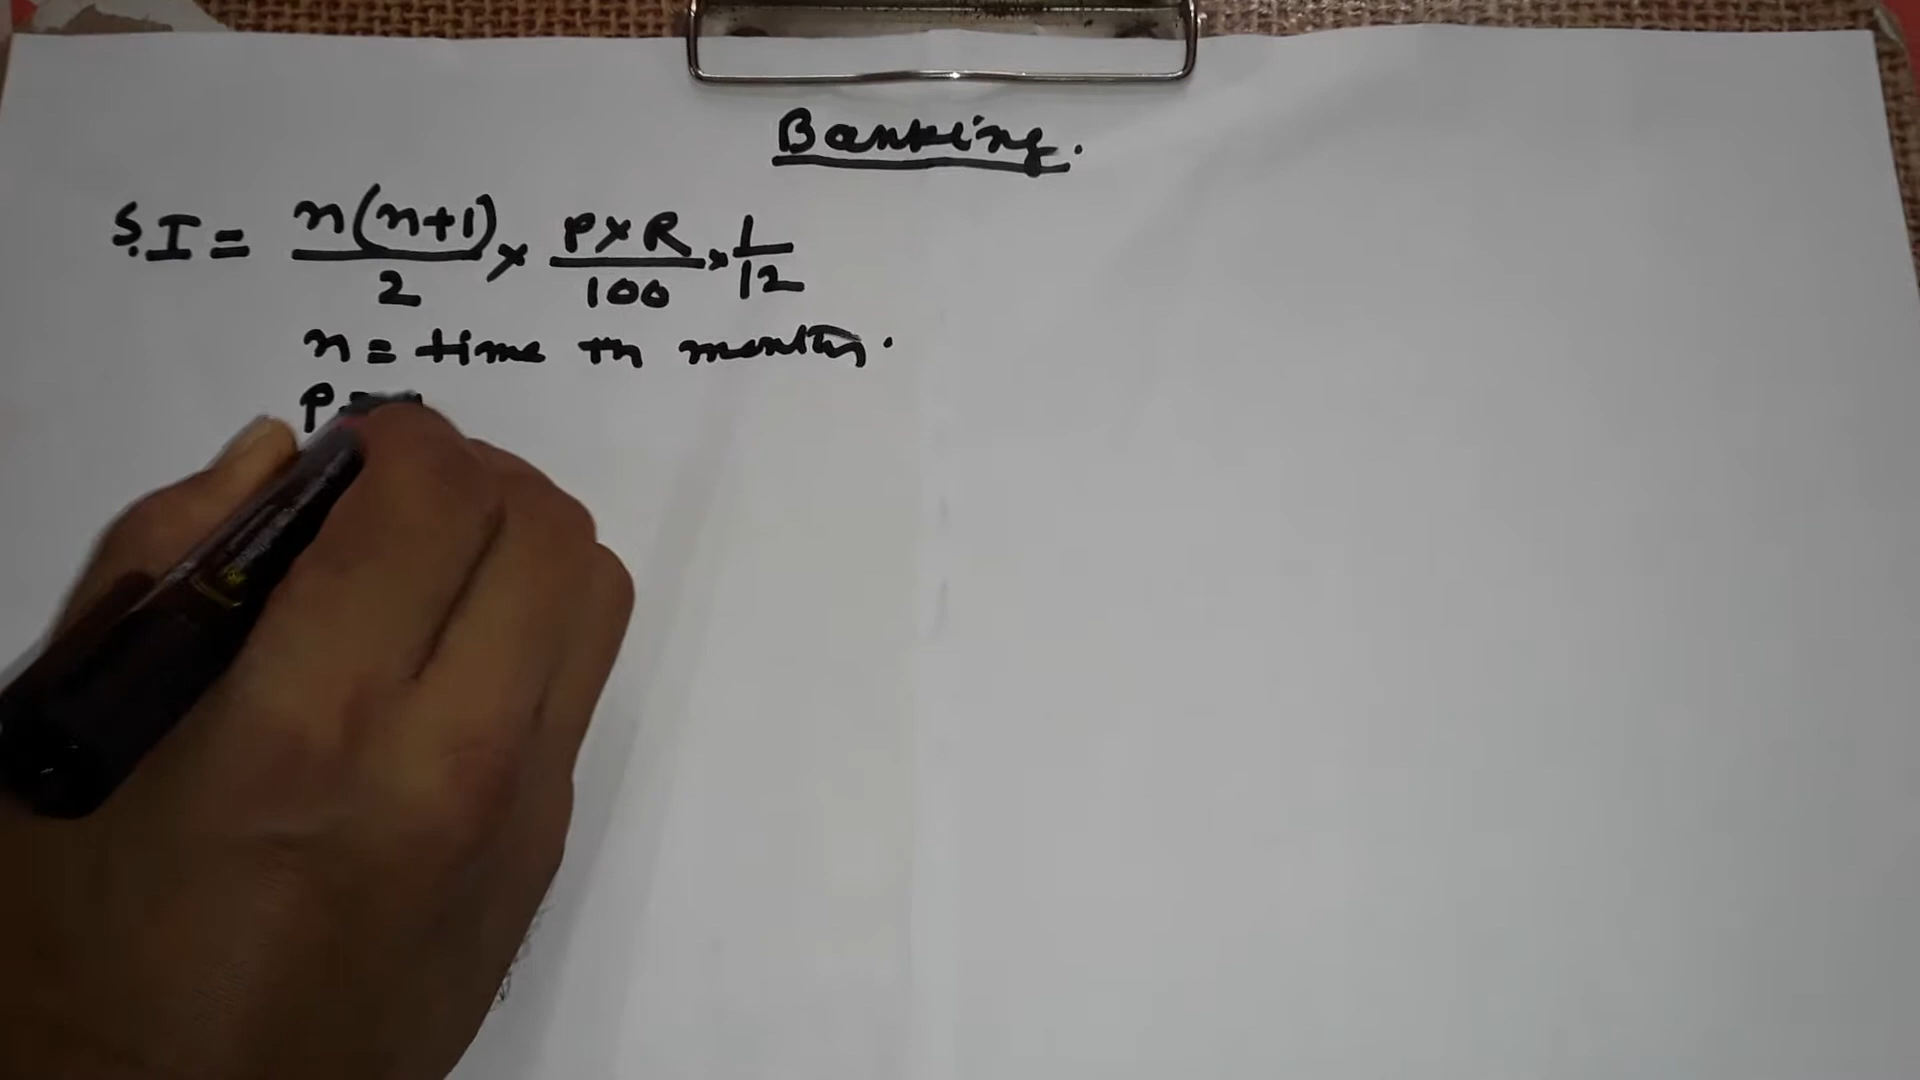 Banking.
S.I = n(n+1)/2 × P×R/100 × 1/12
n = time in months.
P =